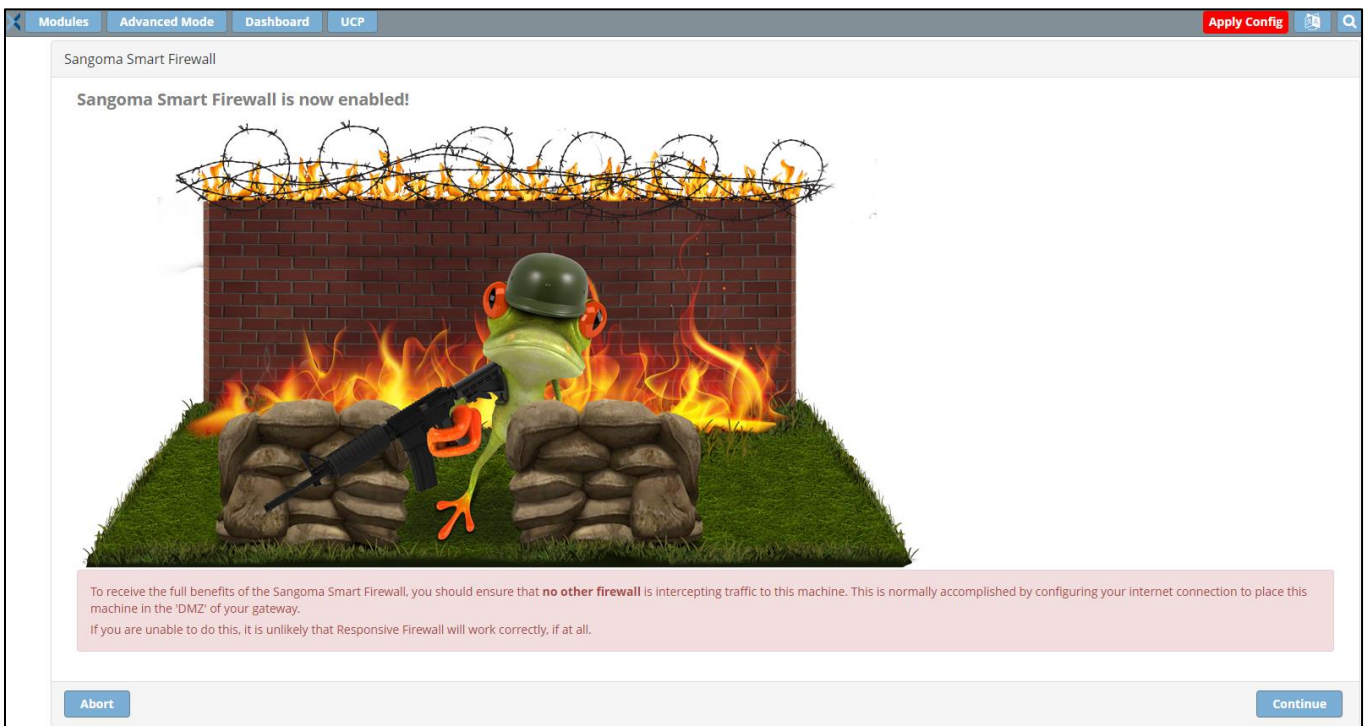 Modules Advanced Mode Dashboard UCP Apply Config
Sangoma Smart Firewall
Sangoma Smart Firewall is now enabled!
To receive the full benefits of the Sangoma Smart Firewall, you should ensure that no other firewall is intercepting traffic to this machine. This is normally accomplished by configuring your internet connection to place this
machine in the 'DMZ' of your gateway.
If you are unable to do this, it is unlikely that Responsive Firewall will work correctly, if at all.
Abort Continue